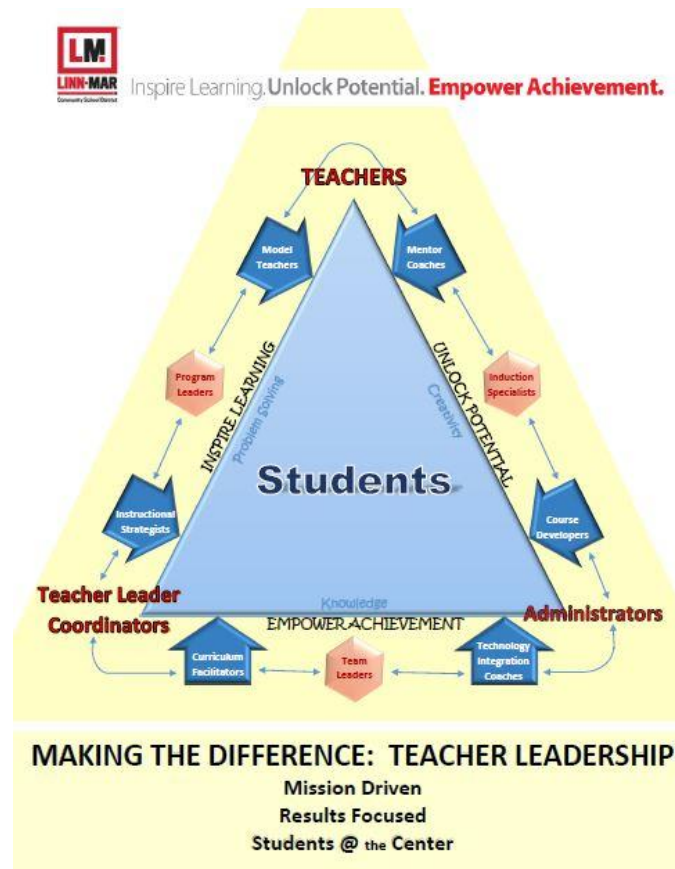 LM
LINN-MAR
Community School District
Inspire Learning. Unlock Potential. Empower Achievement.
TEACHERS
Model
Teachers
Mentor
Coaches
Program
Leaders
INSPIRE LEARNING
Problem Solving
UNLOCK POTENTIAL
Creativity
Induction
Specialists
Students
Instructional
Strategists
Course
Developers
Teacher Leader
Coordinators
Knowledge
EMPOWER ACHIEVEMENT
Administrators
Curriculum
Facilitators
Team
Leaders
Technology
Integration
Coaches
MAKING THE DIFFERENCE: TEACHER LEADERSHIP
Mission Driven
Results Focused
Students @ the Center